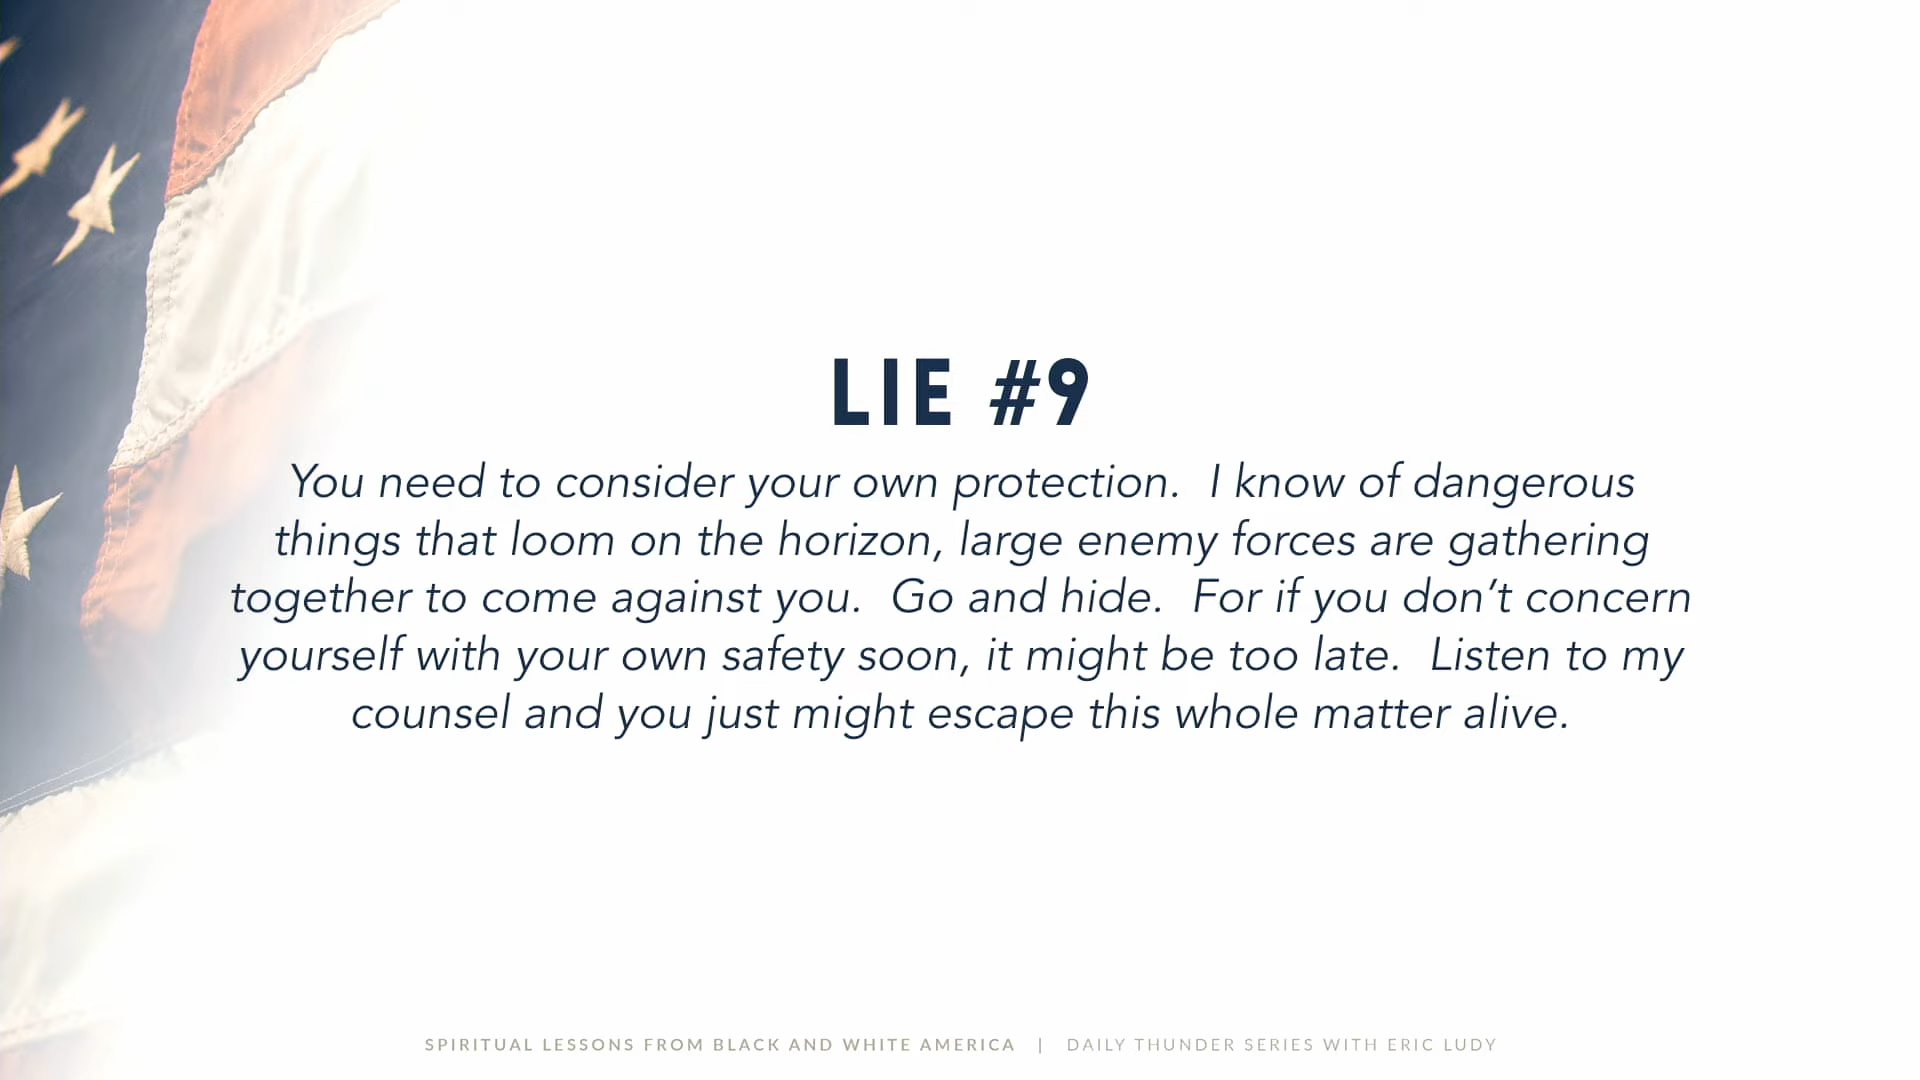 LIE #9
You need to consider your own protection.  I know of dangerous
things that loom on the horizon, large enemy forces are gathering
together to come against you.  Go and hide.  For if you don’t concern
yourself with your own safety soon, it might be too late.  Listen to my
counsel and you just might escape this whole matter alive.
SPIRITUAL LESSONS FROM BLACK AND WHITE AMERICA | DAILY THUNDER SERIES WITH ERIC LUDY